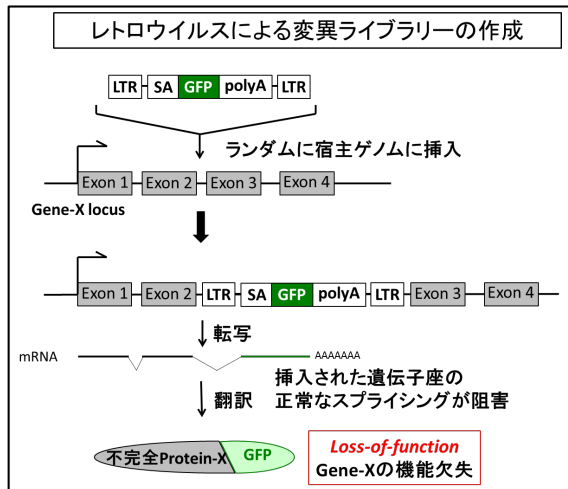 レトロウイルスによる変異ライブラリーの作成
LTR SA GFP polyA LTR
ランダムに宿主ゲノムに挿入
Exon 1 Exon 2 Exon 3 Exon 4
Gene-X locus
Exon 1 Exon 2 LTR SA GFP polyA LTR Exon 3 Exon 4
転写
mRNA AAAAAAA
挿入された遺伝子座の
翻訳 正常なスプライシングが阻害
不完全Protein-X GFP
Loss-of-function
Gene-Xの機能欠失